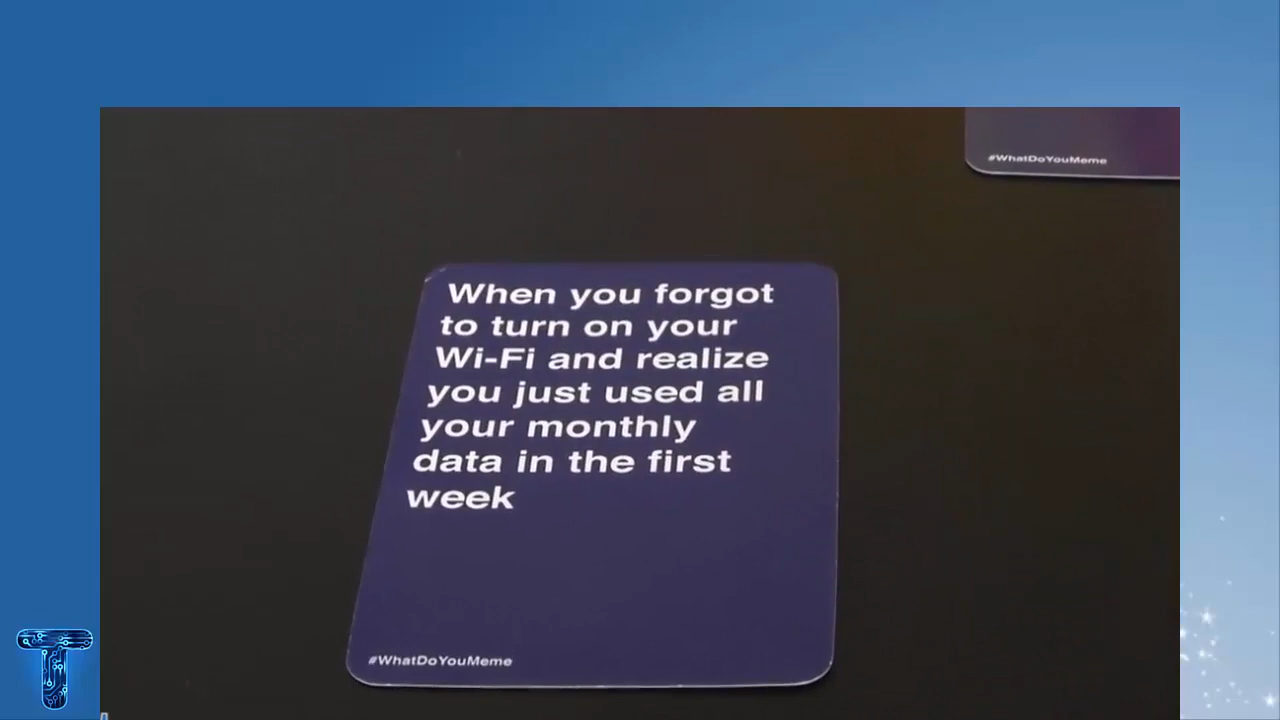 #WhatDoYouMeme
When you forgot
to turn on your
Wi-Fi and realize
you just used all
your monthly
data in the first
week
#WhatDoYouMeme
T